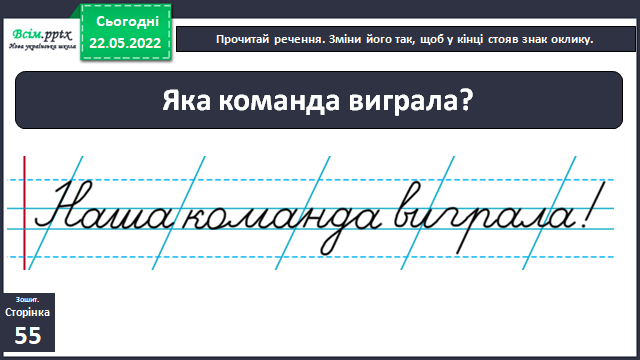 Всім.pptx
Нова українська школа
Сьогодні
22.05.2022
Прочитай речення. Зміни його так, щоб у кінці стояв знак оклику.
Яка команда виграла?
Наша команда виграла!
Зошит.
Сторінка
55